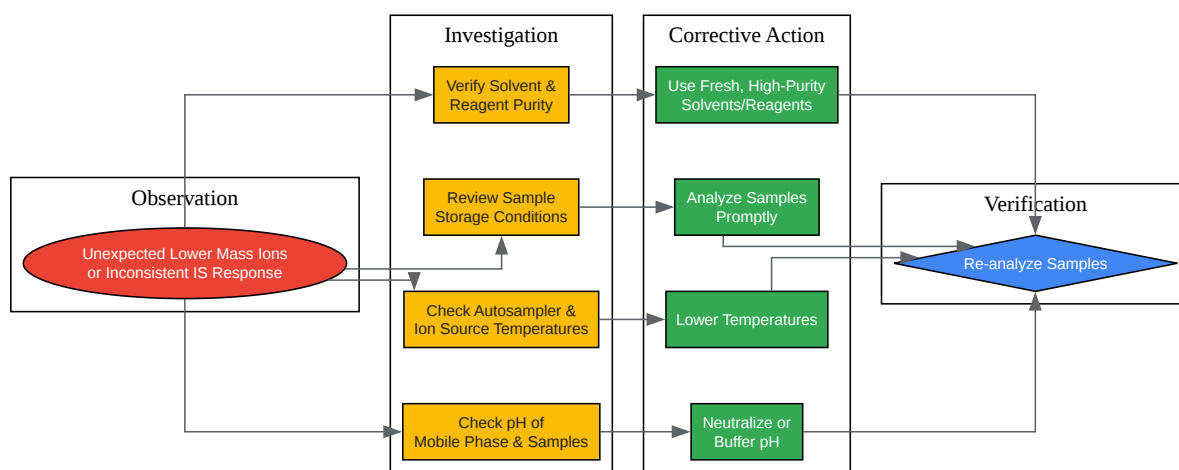 Observation
Unexpected Lower Mass Ions
or Inconsistent IS Response
Investigation
Verify Solvent &
Reagent Purity
Review Sample
Storage Conditions
Check Autosampler &
Ion Source Temperatures
Check pH of
Mobile Phase & Samples
Corrective Action
Use Fresh, High-Purity
Solvents/Reagents
Analyze Samples
Promptly
Lower Temperatures
Neutralize or
Buffer pH
Verification
Re-analyze Samples